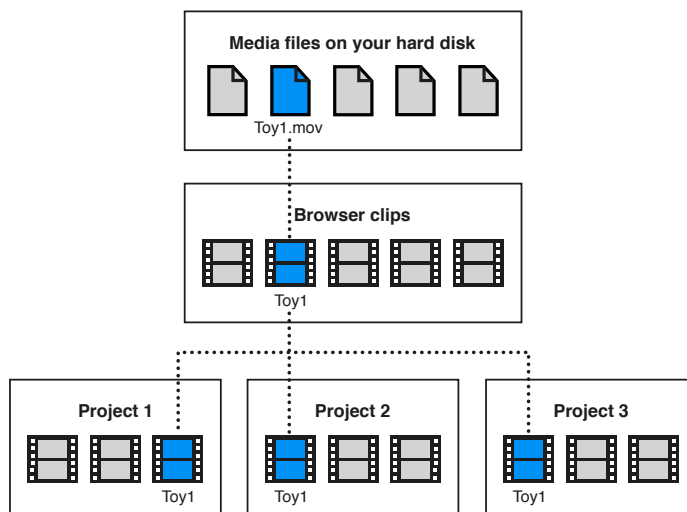 Media files on your hard disk
Toy1.mov
Browser clips
Toy1
Project 1
Project 2
Project 3
Toy1
Toy1
Toy1